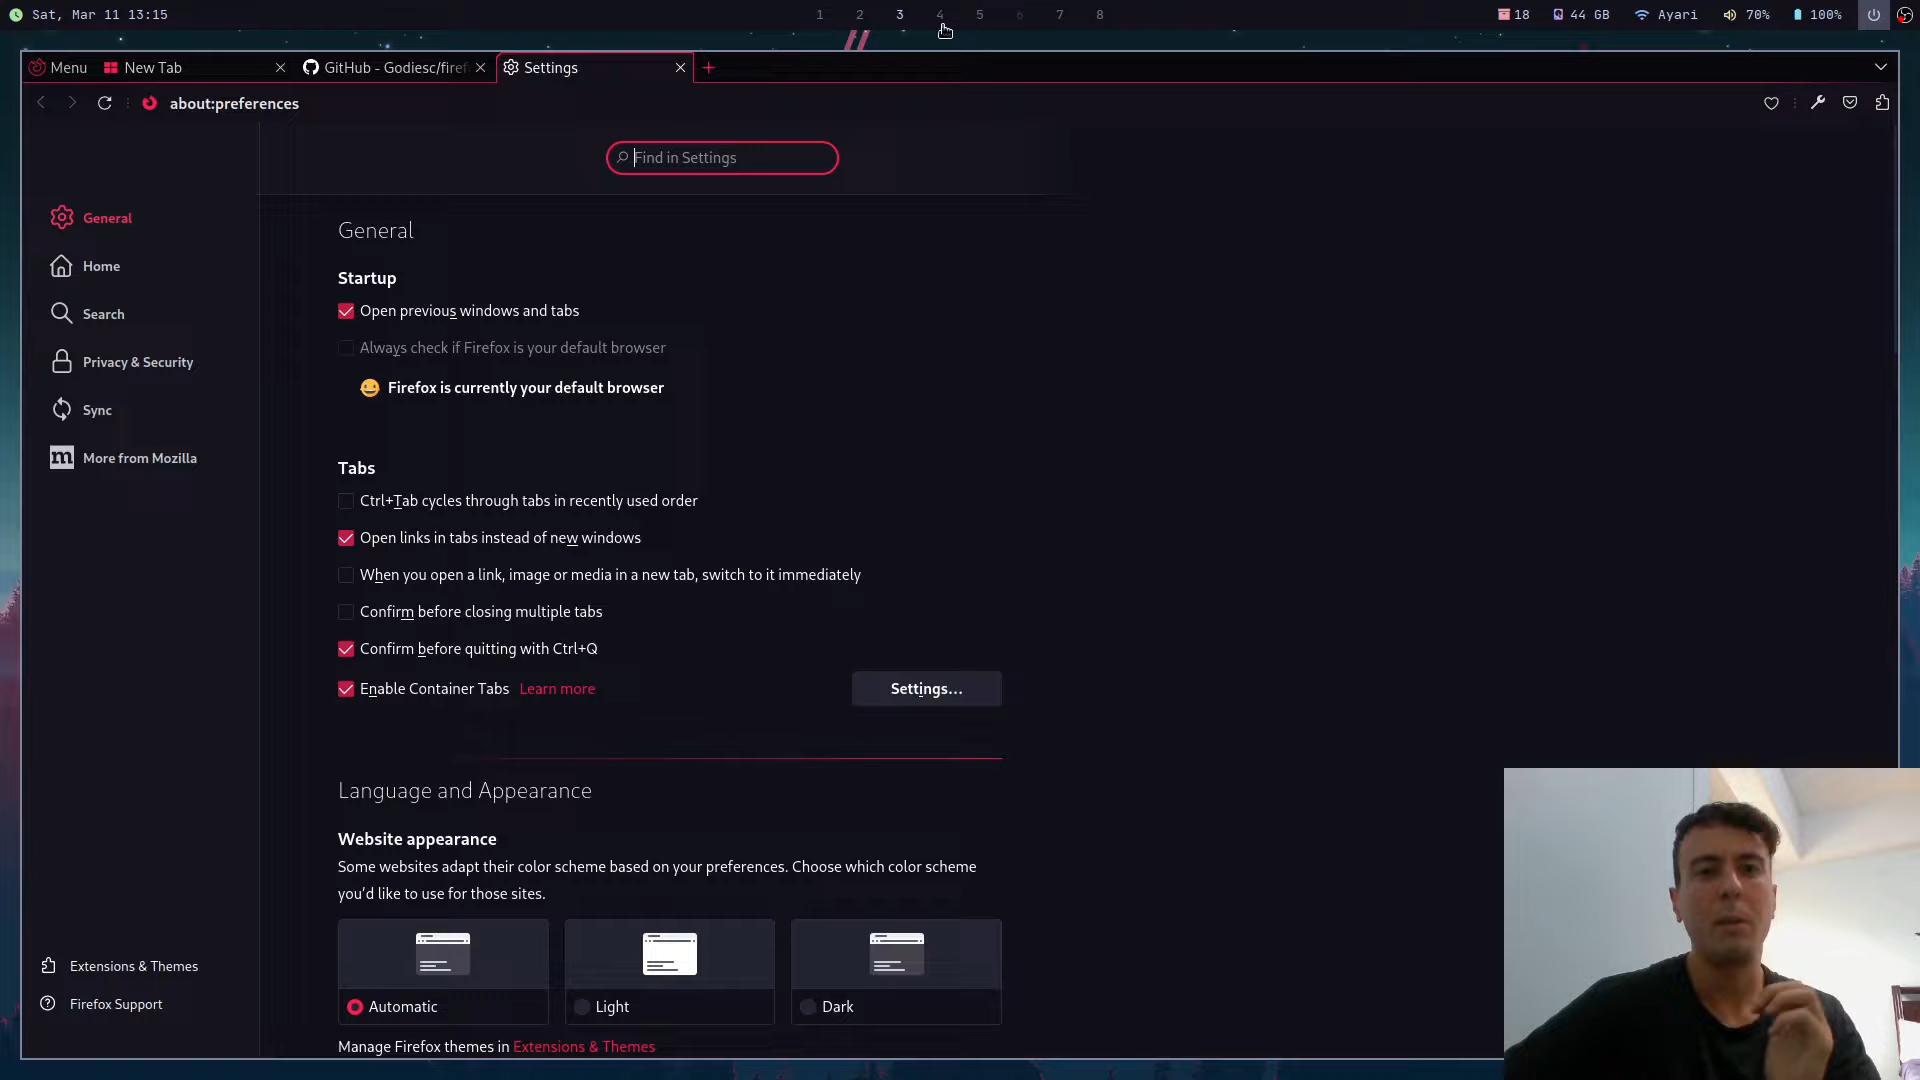 Sat, Mar 11 13:15
1 2 3 4 5 6 7 8
18 44 GB Ayari 70% 100%
Menu New Tab GitHub - Godiesc/firef Settings
about:preferences
Find in Settings
General
Home
Search
Privacy & Security
Sync
More from Mozilla
Extensions & Themes
Firefox Support
General
Startup
Open previous windows and tabs
Always check if Firefox is your default browser
Firefox is currently your default browser
Tabs
Ctrl+Tab cycles through tabs in recently used order
Open links in tabs instead of new windows
When you open a link, image or media in a new tab, switch to it immediately
Confirm before closing multiple tabs
Confirm before quitting with Ctrl+Q
Enable Container Tabs Learn more Settings...
Language and Appearance
Website appearance
Some websites adapt their color scheme based on your preferences. Choose which color scheme
you'd like to use for those sites.
Automatic Light Dark
Manage Firefox themes in Extensions & Themes